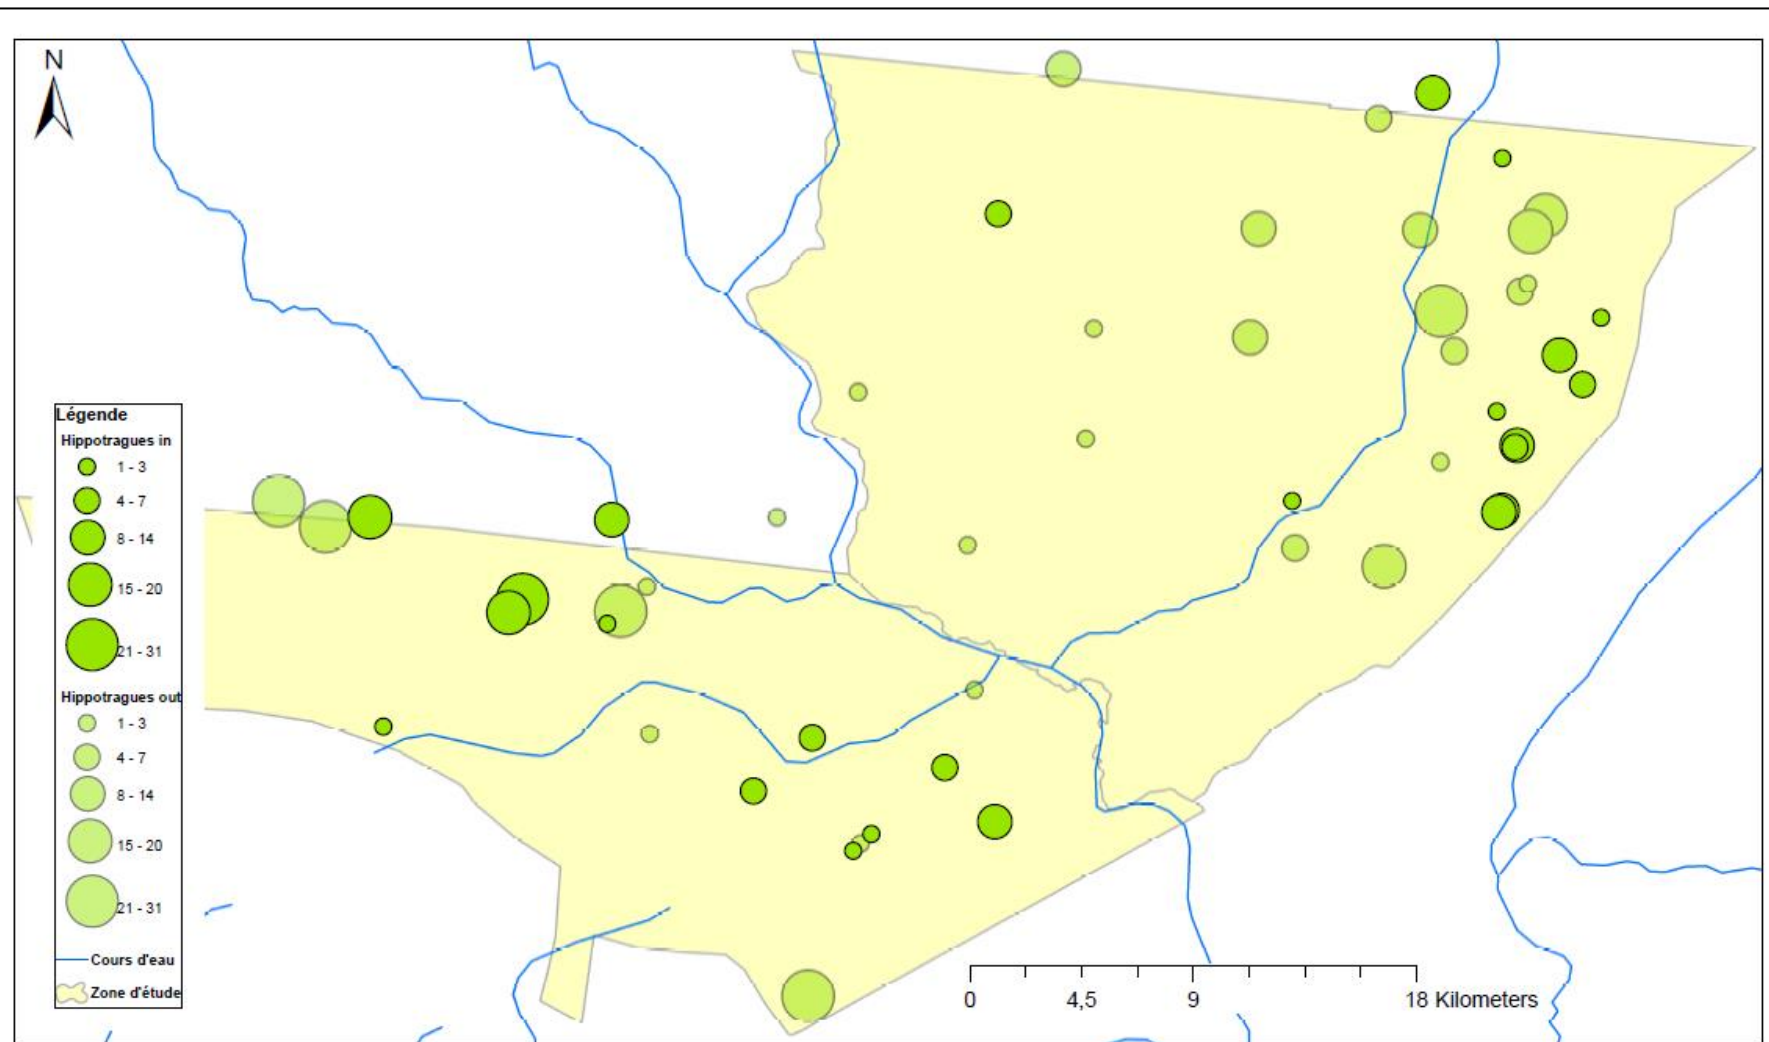 N
Légende
Hippotragues in
1 - 3
4 - 7
8 - 14
15 - 20
21 - 31
Hippotragues out
1 - 3
4 - 7
8 - 14
15 - 20
21 - 31
Cours d'eau
Zone d'étude
0 4,5 9 18 Kilometers